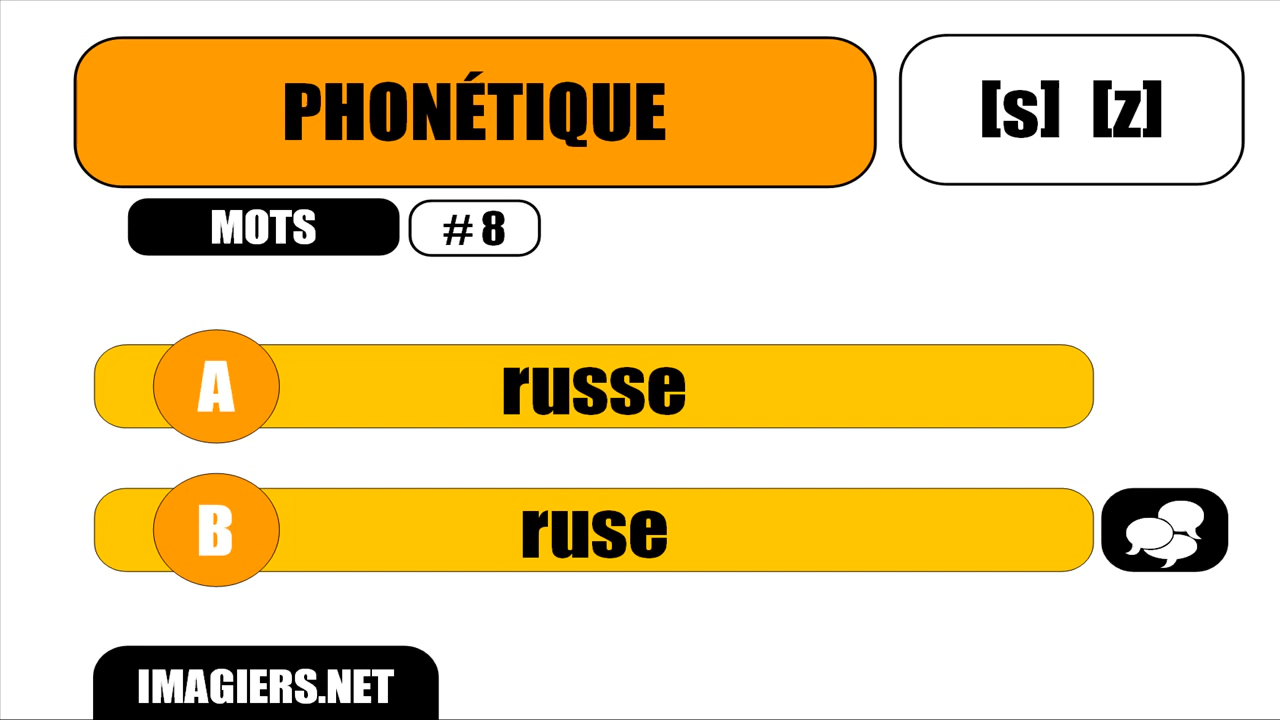 PHONÉTIQUE
[s] [z]
MOTS
# 8
A
russe
B
ruse
IMAGIERS.NET